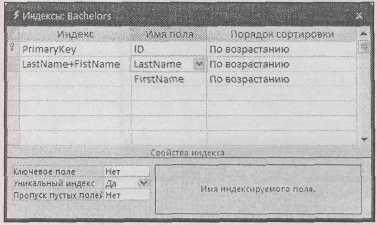 Индексы: Bachelors
Индекс Имя поля Порядок сортировки
PrimaryKey ID По возрастанию
LastName+FistName LastName По возрастанию
FirstName По возрастанию
Свойства индекса
Ключевое поле Нет
Уникальный индекс Да
Пропуск пустых полей Нет
Имя индексируемого поля.